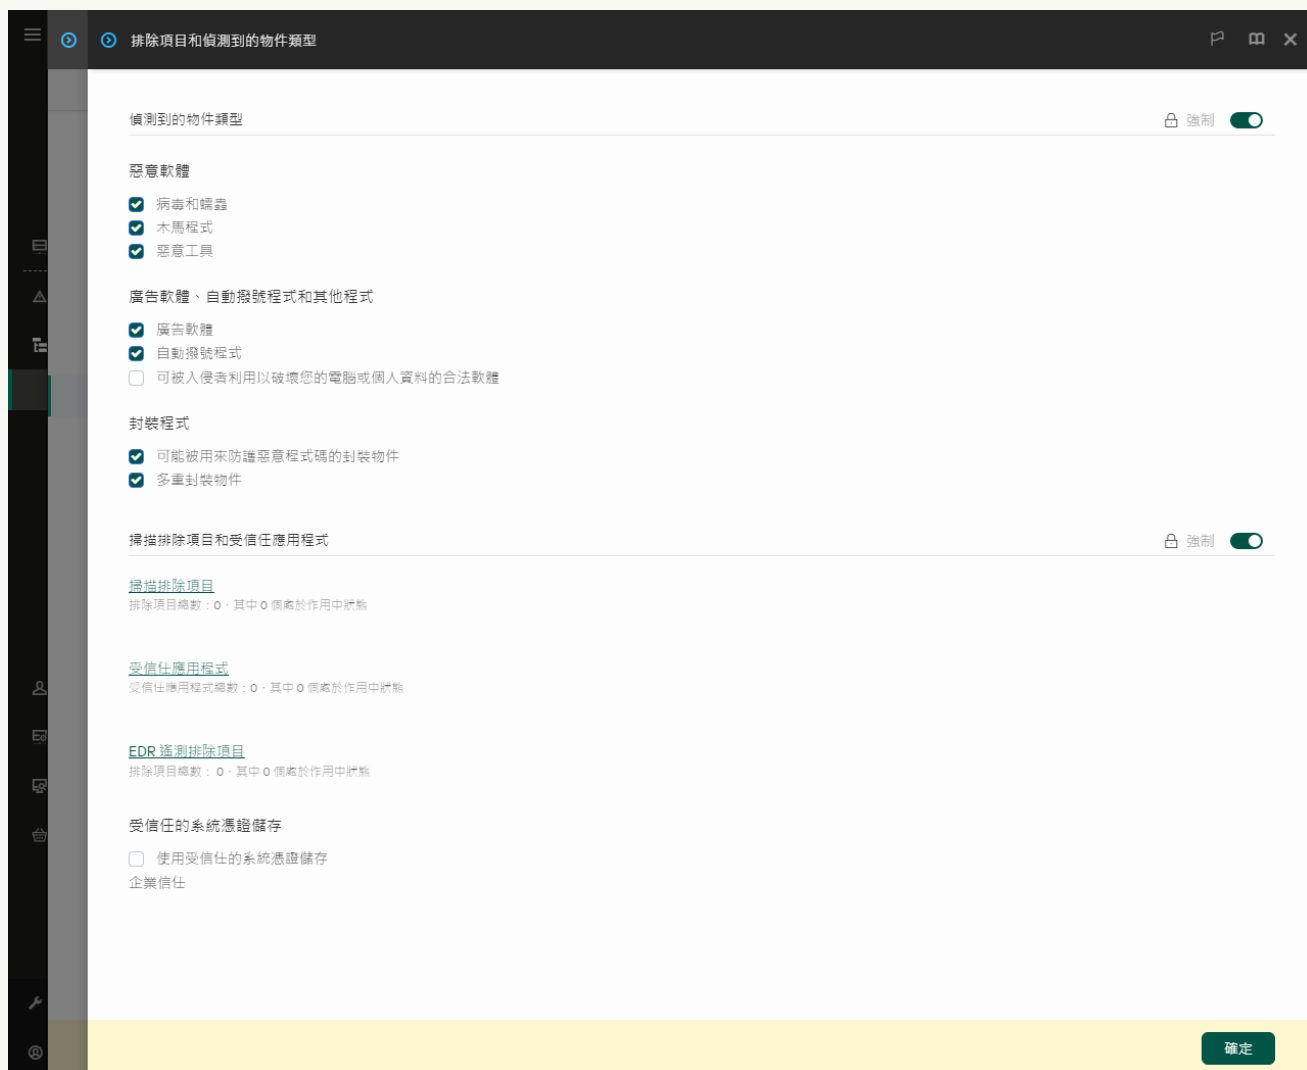 排除項目和偵測到的物件類型
偵測到的物件類型
強制
惡意軟體
病毒和蠕蟲
木馬程式
惡意工具
廣告軟體、自動撥號程式和其他程式
廣告軟體
自動撥號程式
可被入侵者利用以破壞您的電腦或個人資料的合法軟體
封裝程式
可能被用來防護惡意程式碼的封裝物件
多重封裝物件
掃描排除項目和受信任應用程式
強制
掃描排除項目
排除項目總數：0，其中 0 個處於作用中狀態
受信任應用程式
受信任應用程式總數：0，其中 0 個處於作用中狀態
EDR 遙測排除項目
排除項目總數： 0，其中 0 個處於作用中狀態
受信任的系統憑證儲存
使用受信任的系統憑證儲存
企業信任
確定